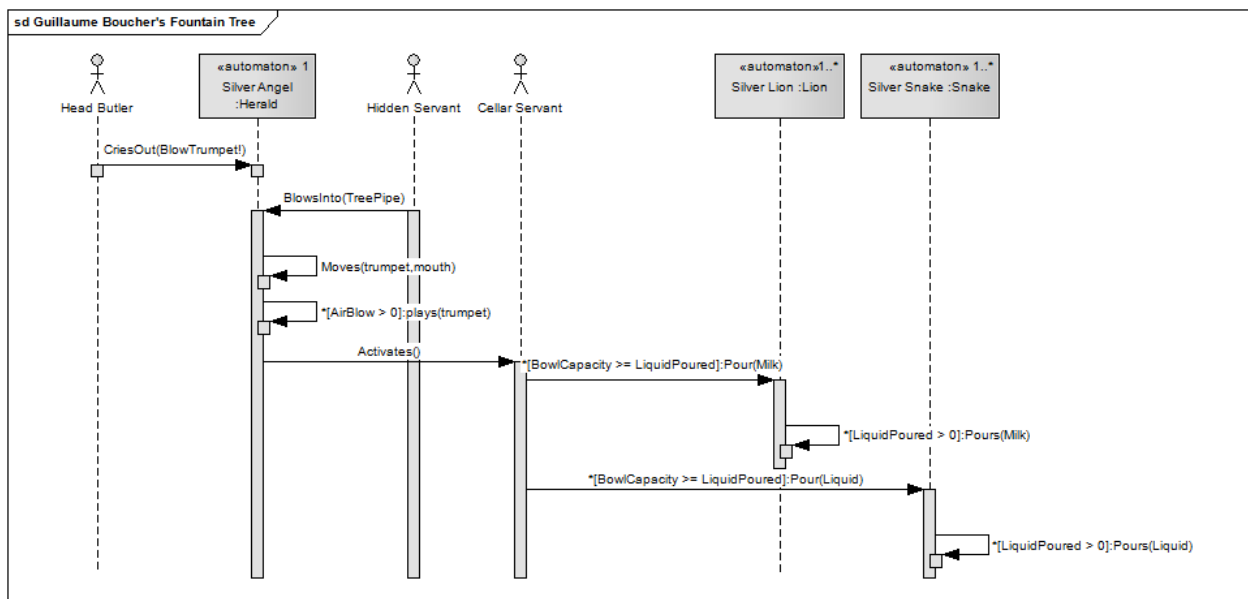 sd Guillaume Boucher's Fountain Tree
«automaton» 1
Silver Angel
:Herald
«automaton»1..*
Silver Lion :Lion
«automaton» 1..*
Silver Snake :Snake
Head Butler
Hidden Servant
Cellar Servant
CriesOut(BlowTrumpet!)
BlowsInto(TreePipe)
Moves(trumpet,mouth)
*[AirBlow > 0]:plays(trumpet)
Activates()
*[BowlCapacity >= LiquidPoured]:Pour(Milk)
*[LiquidPoured > 0]:Pours(Milk)
*[BowlCapacity >= LiquidPoured]:Pour(Liquid)
*[LiquidPoured > 0]:Pours(Liquid)